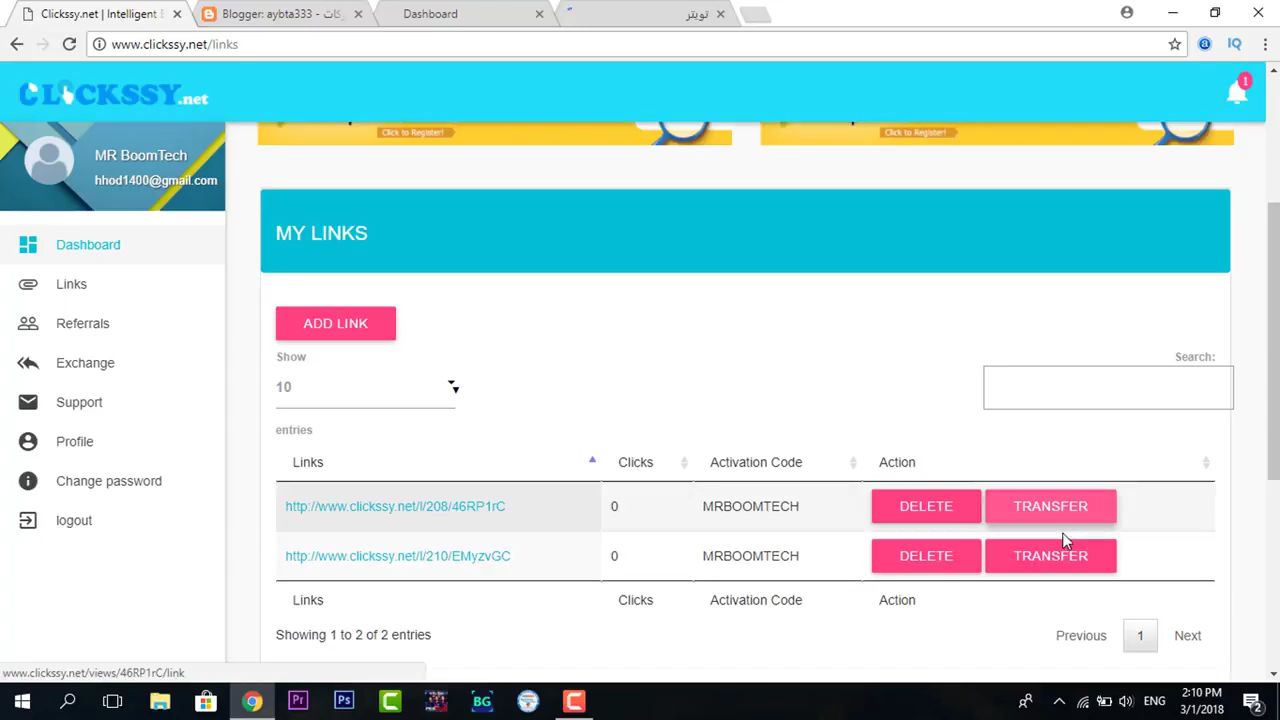 Clickssy.net | Intelligent E
Blogger: aybta333 - كات
Dashboard
تويتر
www.clickssy.net/links
CLICKSSY.net
1
Click to Register!
Click to Register!
MR BoomTech
hhod1400@gmail.com
Dashboard
Links
Referrals
Exchange
Support
Profile
Change password
logout
MY LINKS
ADD LINK
Show
Search:
10
entries
Links Clicks Activation Code Action
http://www.clickssy.net/l/208/46RP1rC 0 MRBOOMTECH DELETE TRANSFER
http://www.clickssy.net/l/210/EMyzvGC 0 MRBOOMTECH DELETE TRANSFER
Links Clicks Activation Code Action
Showing 1 to 2 of 2 entries
Previous 1 Next
www.clickssy.net/views/46RP1rC/link
Pr
Ps
BG
ENG
2:10 PM
3/1/2018
2